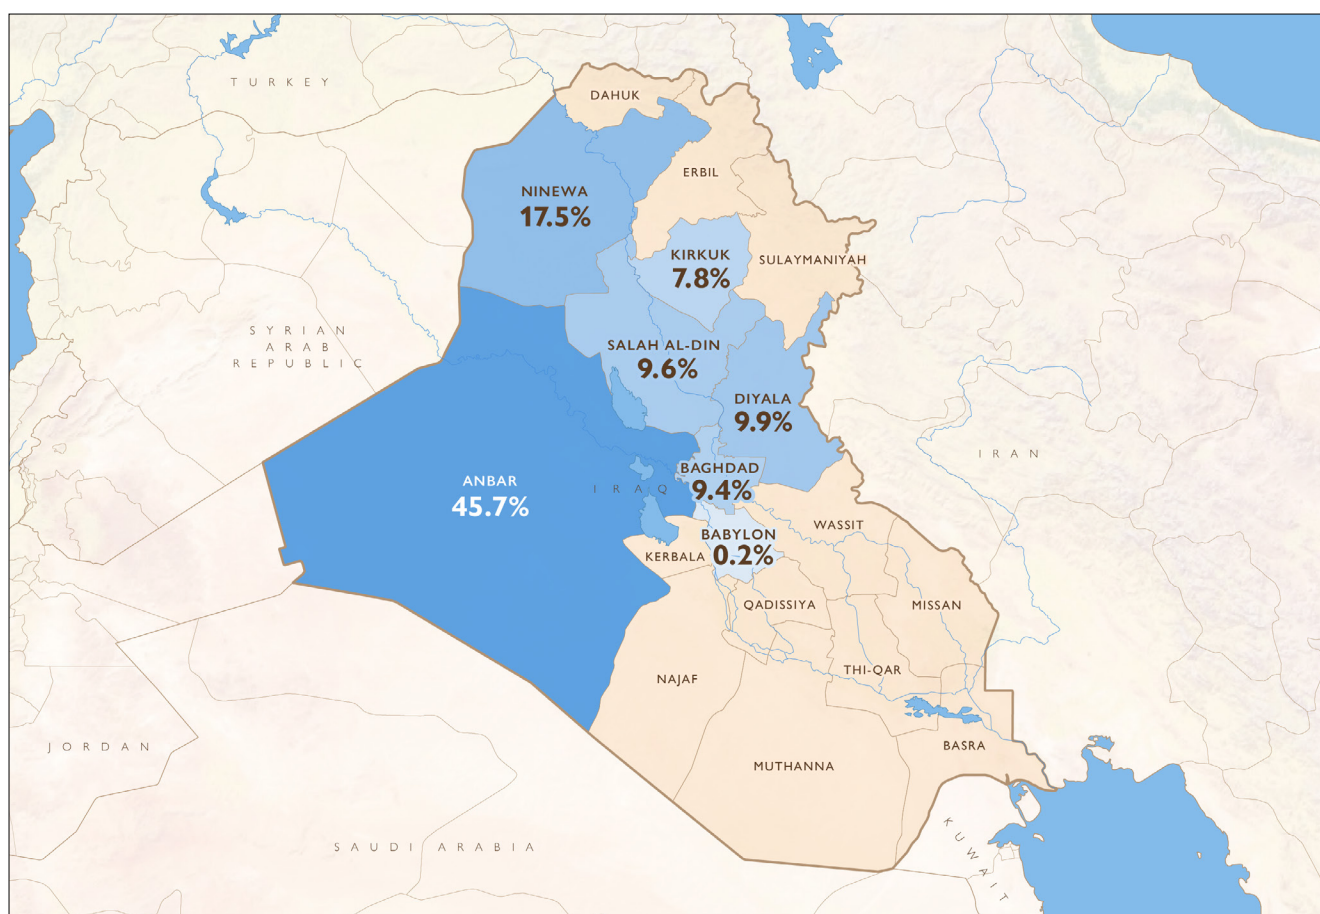 TURKEY
DAHUK
ERBIL
NINEWA
17.5%
KIRKUK
7.8%
SULAYMANIYAH
SYRIAN
ARAB
REPUBLIC
SALAH AL-DIN
9.6%
DIYALA
9.9%
IRAN
BAGHDAD
9.4%
ANBAR
45.7%
IRAQ
WASSIT
BABYLON
0.2%
KERBALA
QADISSIYA
MISSAN
THI-QAR
NAJAF
JORDAN
BASRA
MUTHANNA
SAUDI ARABIA
KUWAIT